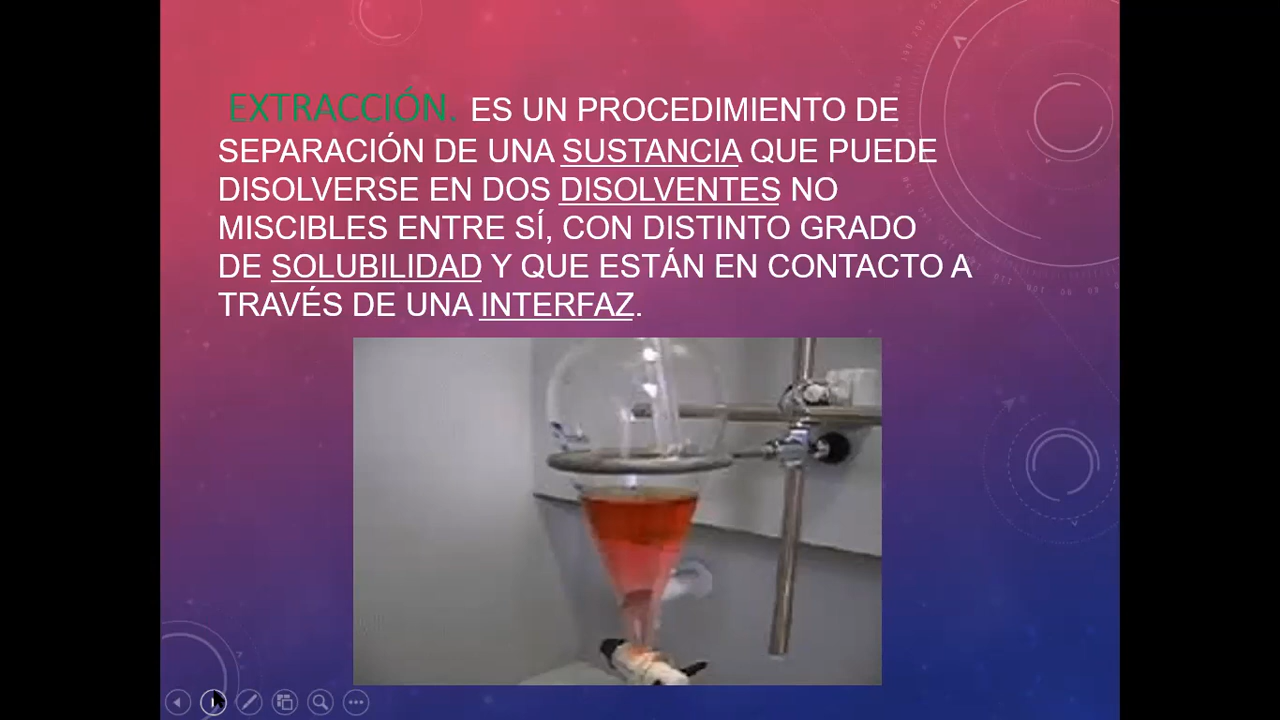 EXTRACCIÓN. ES UN PROCEDIMIENTO DE
SEPARACIÓN DE UNA SUSTANCIA QUE PUEDE
DISOLVERSE EN DOS DISOLVENTES NO
MISCIBLES ENTRE SÍ, CON DISTINTO GRADO
DE SOLUBILIDAD Y QUE ESTÁN EN CONTACTO A
TRAVÉS DE UNA INTERFAZ.